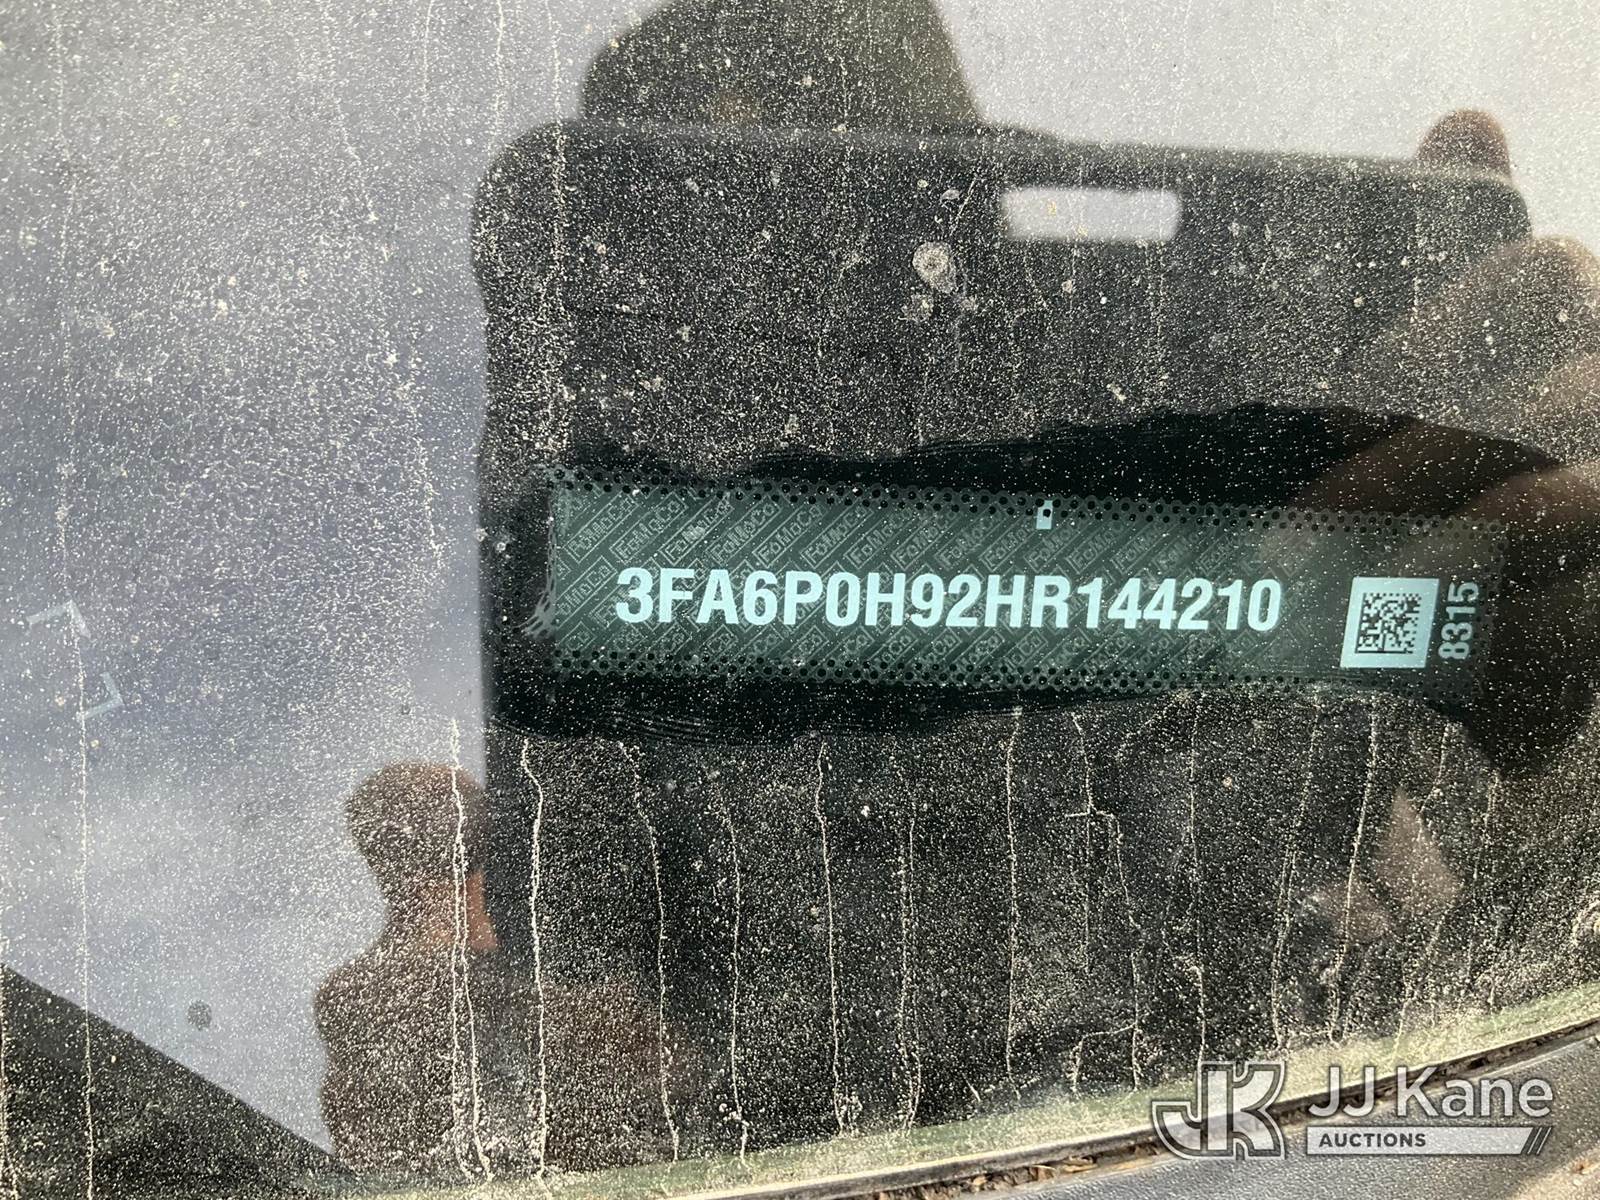 3FA6P0H92HR144210
8315
JJ Kane
AUCTIONS